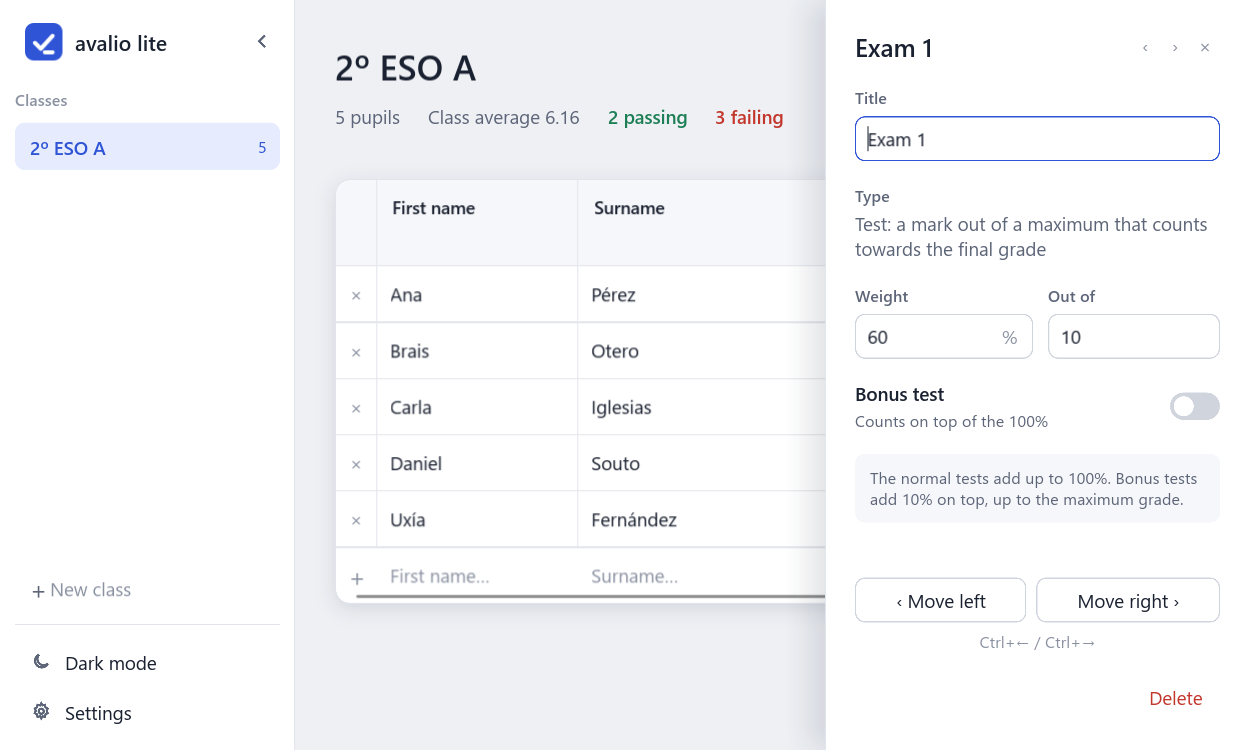 avalio lite
Classes
2º ESO A 5
+ New class
Dark mode
Settings
2º ESO A
5 pupils Class average 6.16 2 passing 3 failing
First name Surname
× Ana Pérez
× Brais Otero
× Carla Iglesias
× Daniel Souto
× Uxía Fernández
+ First name... Surname...
Exam 1 ‹ › ×
Title
Exam 1
Type
Test: a mark out of a maximum that counts
towards the final grade
Weight Out of
60 % 10
Bonus test
Counts on top of the 100%
The normal tests add up to 100%. Bonus tests
add 10% on top, up to the maximum grade.
‹ Move left Move right ›
Ctrl+← / Ctrl+→
Delete